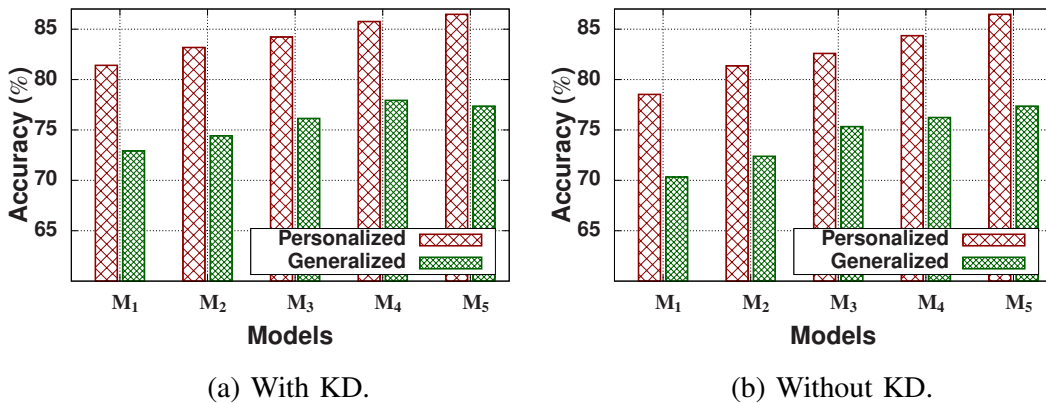 Accuracy (%)
85
80
75
70
65
Personalized
Generalized
M1 M2 M3 M4 M5
Models
(a) With KD.
Accuracy (%)
85
80
75
70
65
Personalized
Generalized
M1 M2 M3 M4 M5
Models
(b) Without KD.